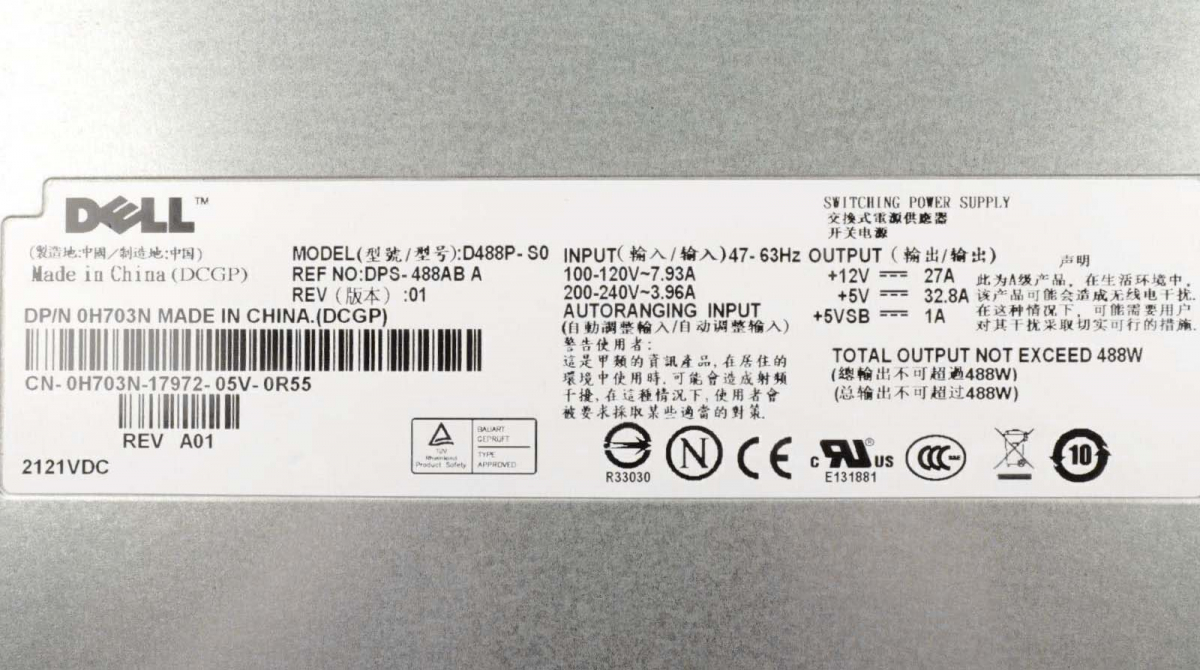 DELL™
(製造地:中國/制造地:中国)
Made in China (DCGP)
MODEL(型號/型号):D488P-S0
REF NO:DPS-488AB A
REV (版本) :01
DP/N 0H703N MADE IN CHINA.(DCGP)
CN-0H703N-17972-05V-0R55
REV A01
2121VDC
TÜV
Rheinland
Product Safety
BAUART
GEPRÜFT
TYPE
APPROVED
INPUT(輸入/输入)47-63Hz
100-120V~7.93A
200-240V~3.96A
AUTORANGING INPUT
(自動調整輸入/自动调整输入)
警告使用者:
這是甲類的資訊產品,在居住的
環境中使用時,可能會造成射頻
干擾,在這種情況下,使用者會
被要求採取某些適當的對策.
SWITCHING POWER SUPPLY
交換式電源供應器
开关电源
OUTPUT (輸出/输出)
+12V 27A
+5V 32.8A
+5VSB 1A
声明
此为A级产品,在生活环境中,
该产品可能会造成无线电干扰.
在这种情况下,可能需要用户
对其干扰采取切实可行的措施.
TOTAL OUTPUT NOT EXCEED 488W
(總輸出不可超過488W)
(总输出不可超过488W)
R33030
N
CE
c RU US ®
E131881
CCC
10